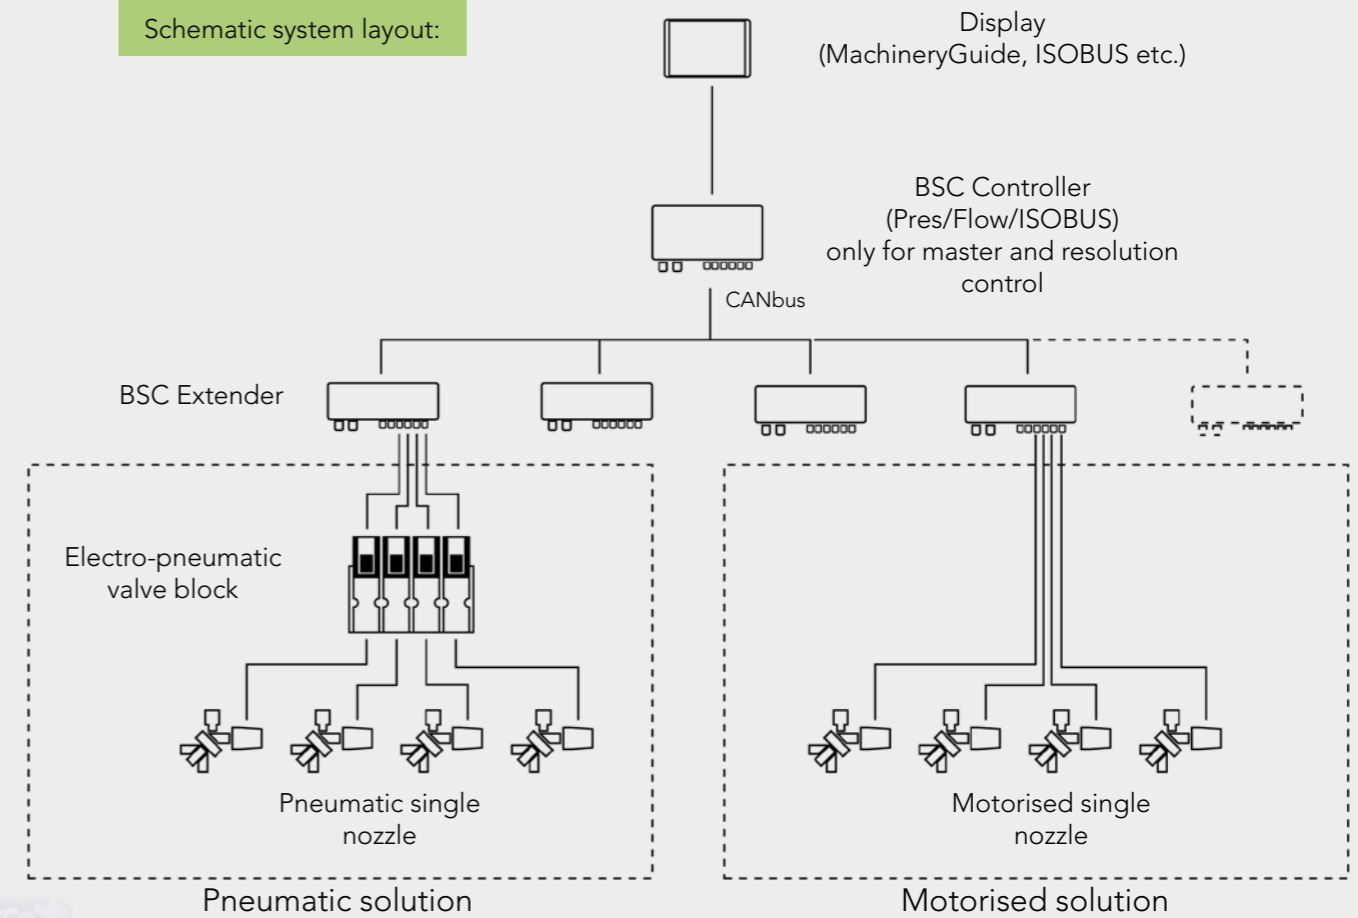 Schematic system layout:
Display
(MachineryGuide, ISOBUS etc.)
BSC Controller
(Pres/Flow/ISOBUS)
only for master and resolution
control
CANbus
BSC Extender
Electro-pneumatic
valve block
Pneumatic single
nozzle
Motorised single
nozzle
Pneumatic solution
Motorised solution